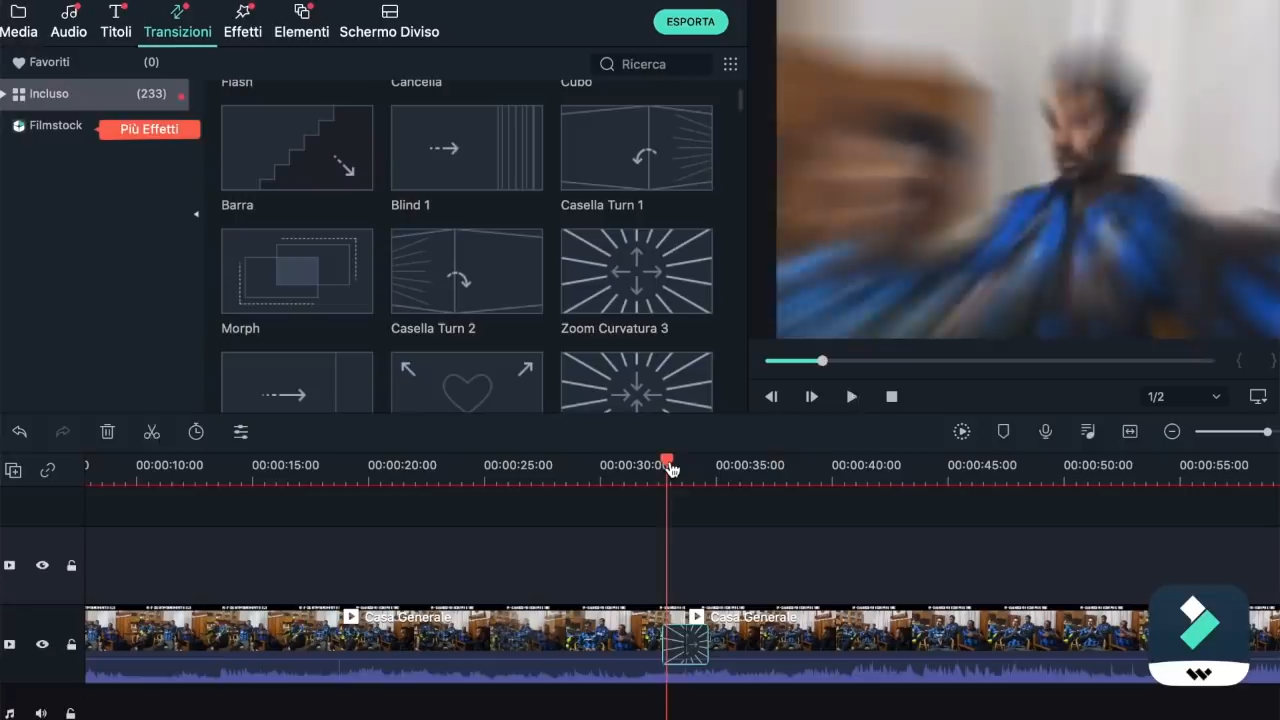 Media Audio Titoli Transizioni Effetti Elementi Schermo Diviso ESPORTA
Favoriti (0)
Ricerca
Incluso (233)
Filmstock Più Effetti
Flash Cancella Cubo
Barra Blind 1 Casella Turn 1
Morph Casella Turn 2 Zoom Curvatura 3
1/2
00:00:10:00 00:00:15:00 00:00:20:00 00:00:25:00 00:00:30:00 00:00:35:00 00:00:40:00 00:00:45:00 00:00:50:00 00:00:55:00
Casa Generale Casa Generale